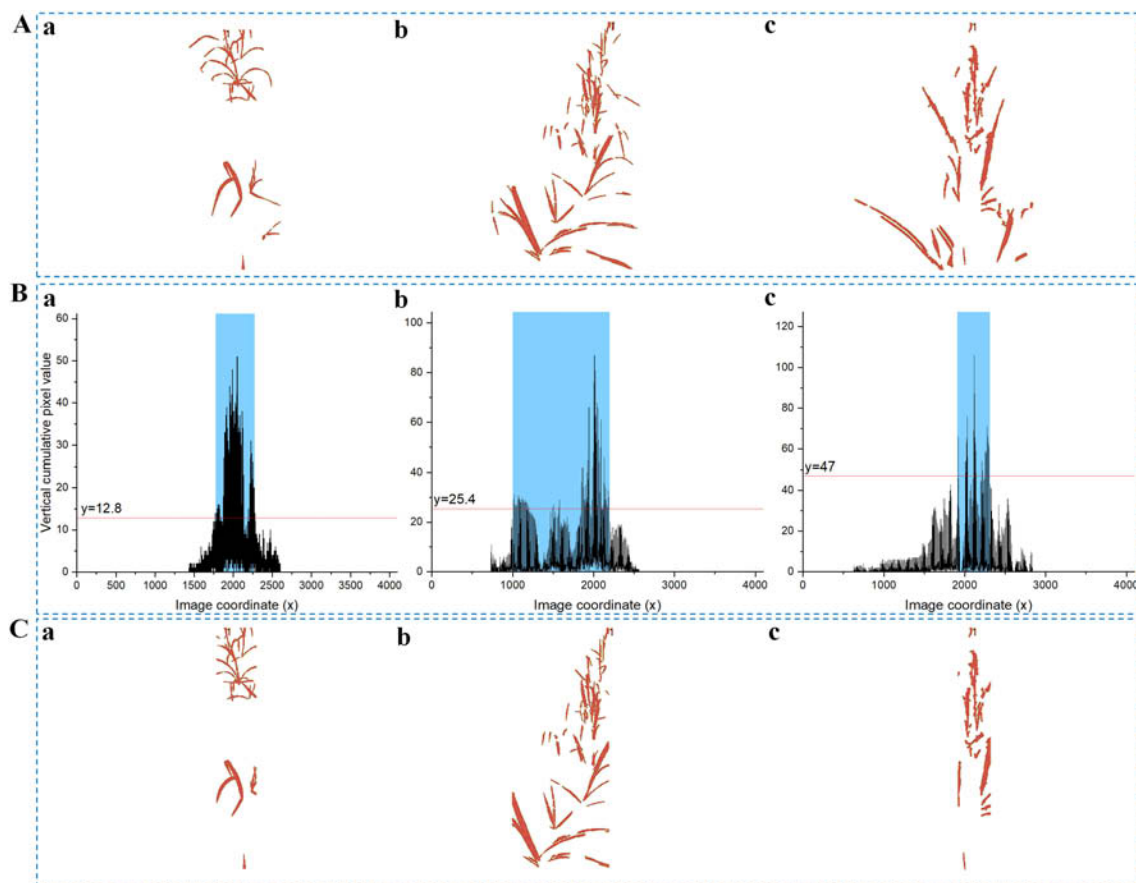 A
a b c
B
a b c
Vertical cumulative pixel value
60
50
40
30
20
10
0
y=12.8
0 500 1000 1500 2000 2500 3000 3500 4000
Image coordinate (x)
100
80
60
40
20
0
y=25.4
0 1000 2000 3000 4000
Image coordinate (x)
120
100
80
60
40
20
0
y=47
0 1000 2000 3000 4000
Image coordinate (x)
C
a b c